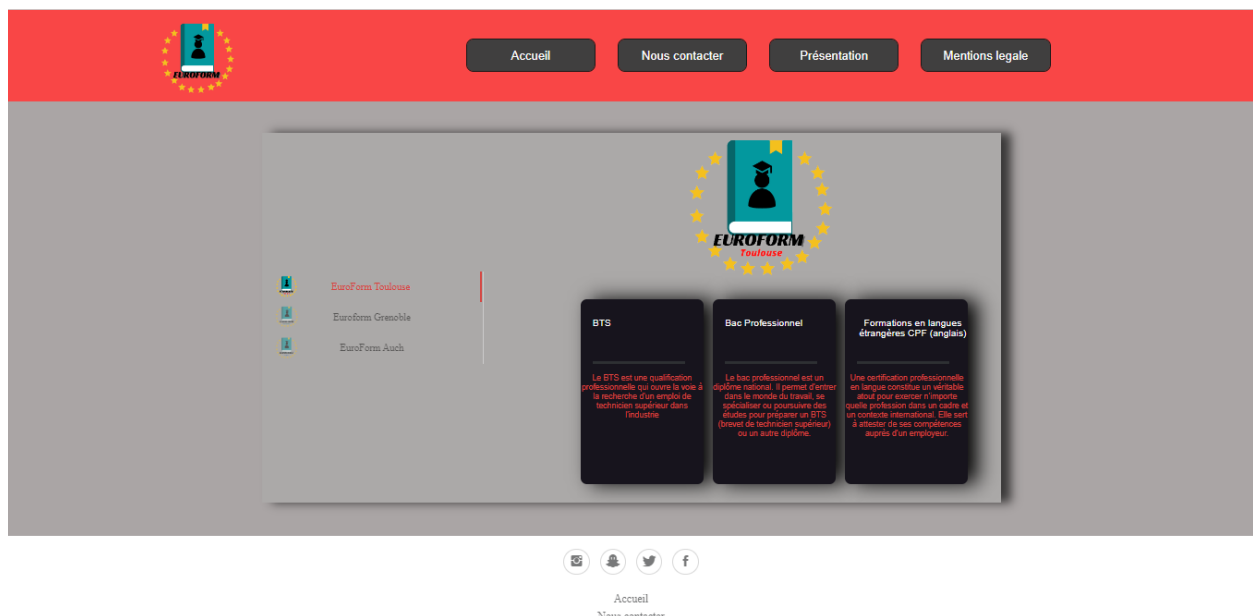 EUROFORM
Accueil
Nous contacter
Présentation
Mentions legale
EUROFORM
Toulouse
EuroForm Toulouse
Euroform Grenoble
EuroForm Auch
BTS
Le BTS est une qualification
professionnelle qui ouvre la voie à
la recherche d'un emploi de
technicien supérieur dans
l'industrie
Bac Professionnel
Le bac professionnel est un
diplôme national. Il permet d'entrer
dans le monde du travail, se
spécialiser ou poursuivre des
études pour préparer un BTS
(brevet de technicien supérieur)
ou un autre diplôme.
Formations en langues
étrangères CPF (anglais)
Une certification professionnelle
en langue constitue un véritable
atout pour exercer n'importe
quelle profession dans un cadre et
un contexte international. Elle sert
à attester de ses compétences
auprés d'un employeur.
Accueil
Nous contacter